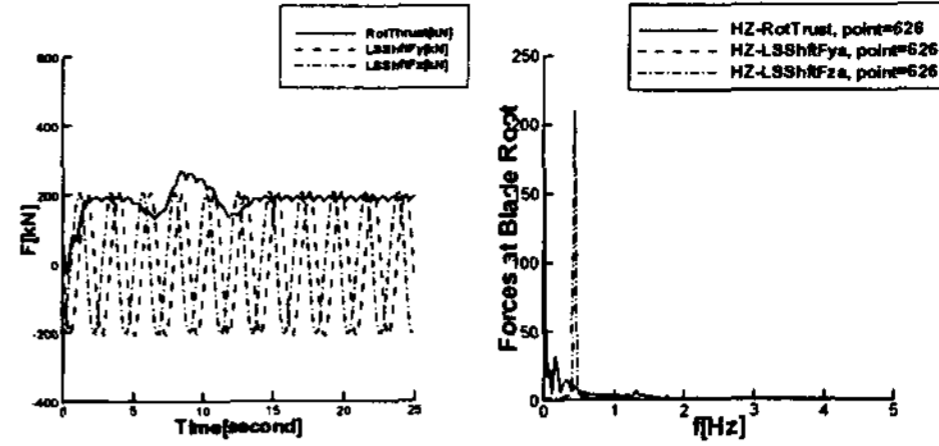 RotThrust[kN]
LSShftFy[kN]
LSShftFz[kN]
600
400
200
0
-200
-400
F[kN]
0 5 10 15 20 25
Time[second]
HZ-RotTrust, point=626
HZ-LSShftFya, point=626
HZ-LSShftFza, point=626
250
200
150
100
50
0
Forces at Blade Root
0 1 2 3 4 5
f[Hz]